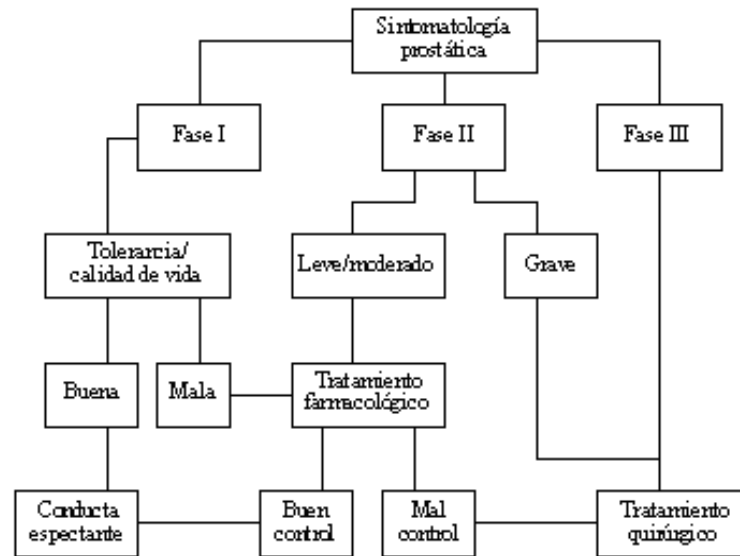 Sintomatología
prostática
Fase I
Fase II
Fase III
Tolerarcia/
calidad de vida
Leve/moderado
Grave
Buena
Mala
Tratamiento
farmacológico
Conducta
espectante
Buen
control
Mal
control
Tratamiento
quirúrgico